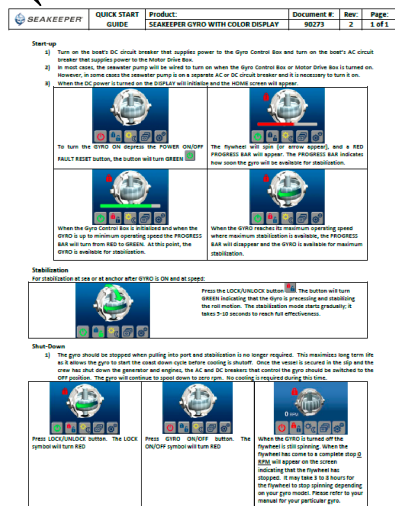 SEAKEEPER
QUICK START
GUIDE
Product:
SEAKEEPER GYRO WITH COLOR DISPLAY
Document #:
90273
Rev:
2
Page:
1 of 1
Start-up
1) Turn on the boat's DC circuit breaker that supplies power to the Gyro Control Box and turn on the boat's AC circuit
breaker that supplies power to the Motor Drive Box.
2) In most cases, the seawater pump will be wired to turn on when the Gyro Control Box or Motor Drive Box is turned on.
However, in some cases the seawater pump is on a separate AC or DC circuit breaker and it is necessary to turn it on.
3) When the DC power is turned on the DISPLAY will initialise and the HOME screen will appear.
To turn the GYRO ON depress the POWER ON/OFF
FAULT RESET button, the button will turn GREEN
The flywheel will spin (or arrow appear), and a RED
PROGRESS BAR will appear. The PROGRESS BAR indicates
how soon the gyro will be available for stabilization.
When the Gyro Control Box is initialized and when the
GYRO is up to minimum operating speed the PROGRESS
BAR will turn from RED to GREEN. At this point, the
GYRO is available for stabilization.
When the GYRO reaches its maximum operating speed
where maximum stabilization is available, the PROGRESS
BAR will disappear and the GYRO is available for maximum
stabilization.
Stabilization
For stabilization at sea or at anchor after GYRO is ON and at speed:
Press the LOCK/UNLOCK button. The button will turn
GREEN indicating that the Gyro is precessing and stabilizing
the roll motion. The stabilization mode starts gradually; it
takes 5-10 seconds to reach full effectiveness.
Shut-Down
1) The gyro should be stopped when pulling into port and stabilization is no longer required. This maximizes long term life
as it allows the gyro to start the coast down cycle before cooling is shutoff. Once the vessel is secured in the slip and the
crew has shut down the generator and engines, the AC and DC breakers that control the gyro should be switched to the
OFF position. The gyro will continue to spool down to zero rpm. No cooling is required during this time.
0 RPM
Press LOCK/UNLOCK button. The LOCK
symbol will turn RED
Press GYRO ON/OFF button. The
ON/OFF symbol will turn RED
When the GYRO is turned off the
flywheel is still spinning. When the
flywheel has come to a complete stop 0
RPM will appear on the screen
indicating that the flywheel has
stopped. It may take 3 to 8 hours for
the flywheel to stop spinning depending
on your gyro model. Please refer to your
manual for your particular gyro.